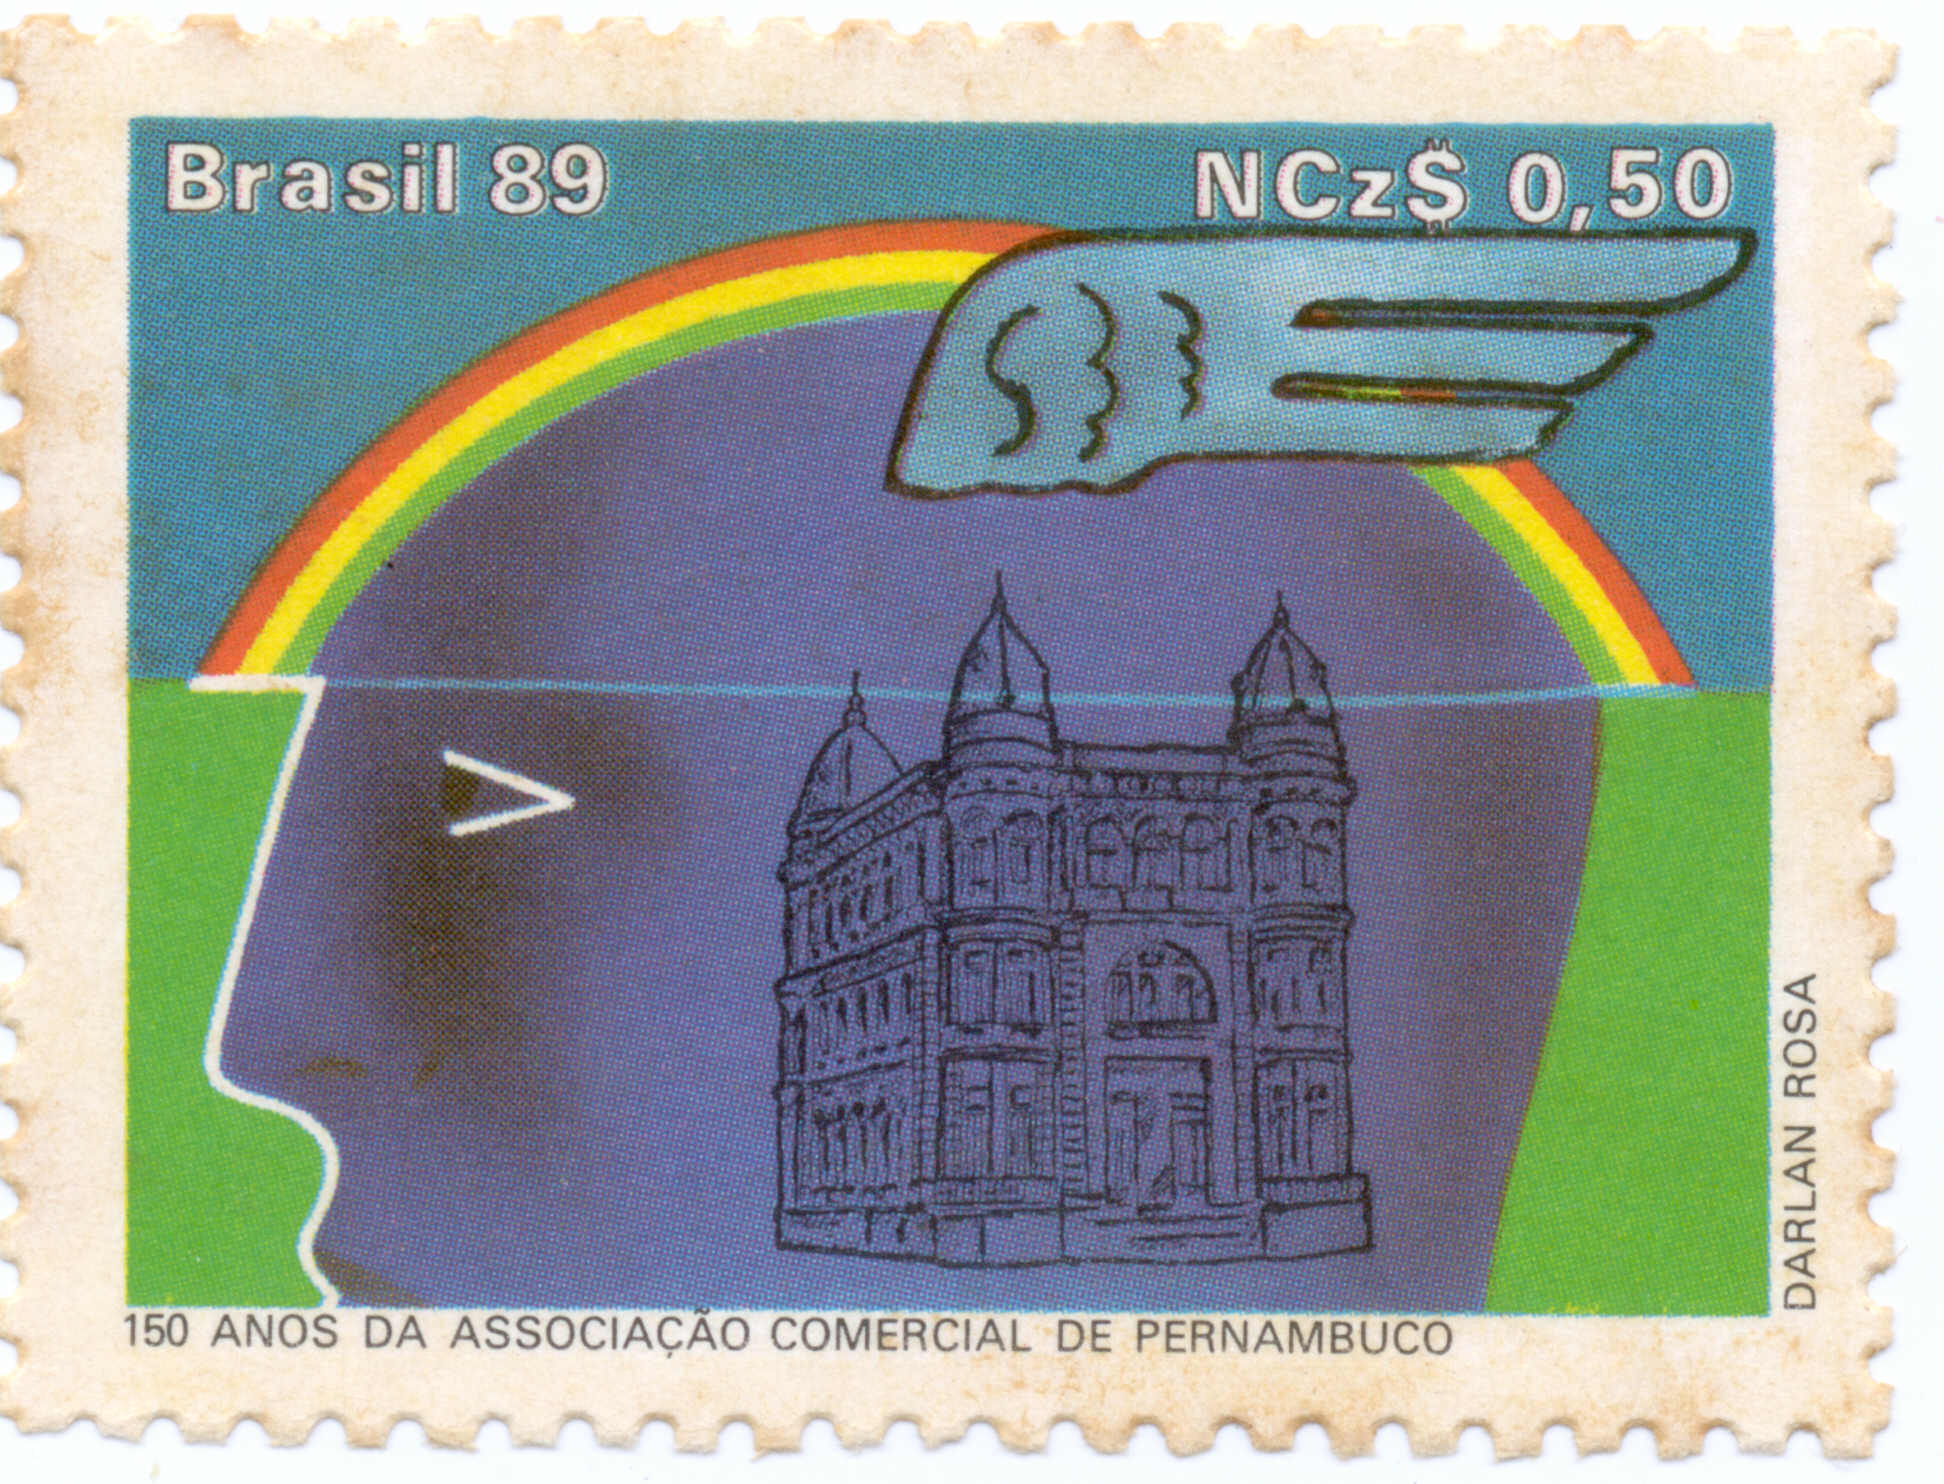 Brasil 89
NCz$ 0,50
150 ANOS DA ASSOCIAÇÃO COMERCIAL DE PERNAMBUCO
DARLAN ROSA